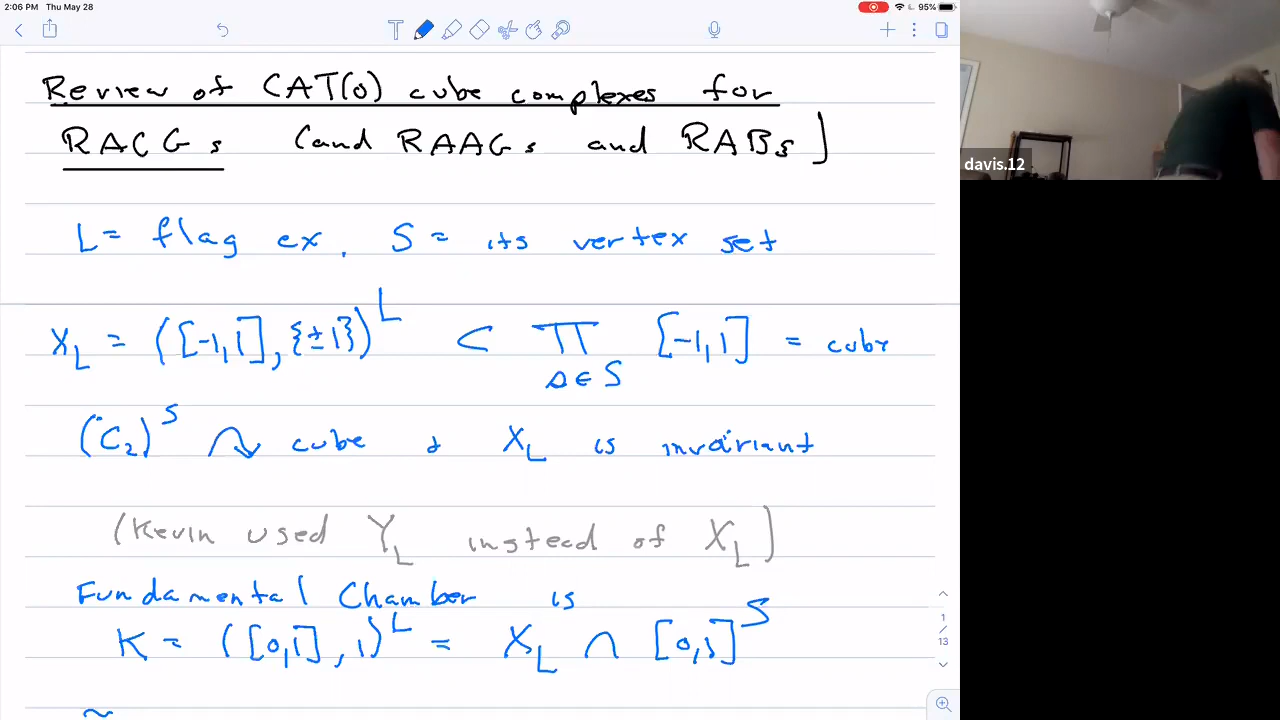 2:06 PM Thu May 28
95%
Review of CAT(0) cube complexes for
RACGs (and RAAGs and RABs]
davis.12
L = flag cx. S = its vertex set
X_L = ([-1,1], {±1})^L ⊂ ∏_{s∈S} [-1,1] = cube
(C_2)^S ↷ cube + X_L is invariant
(Kevin used Y_L instead of X_L)
Fundamental Chamber is
K = ([0,1], 1)^L = X_L ∩ [0,1]^S
1
/
13